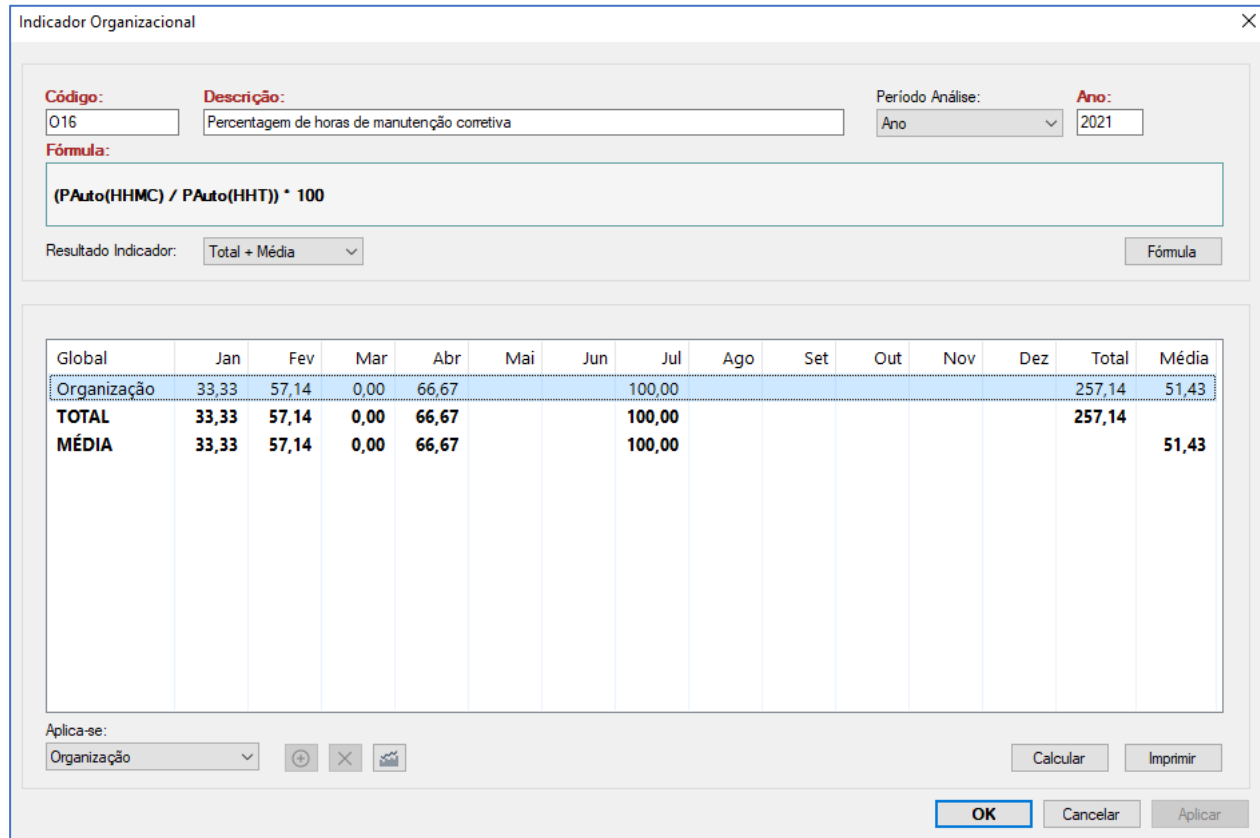 Indicador Organizacional
Código: Descrição: Período Análise: Ano:
O16 Percentagem de horas de manutenção corretiva Ano 2021
Fórmula:
(PAuto(HHMC) / PAuto(HHT)) * 100
Resultado Indicador: Total + Média Fórmula
Global Jan Fev Mar Abr Mai Jun Jul Ago Set Out Nov Dez Total Média
Organização 33,33 57,14 0,00 66,67 100,00 257,14 51,43
TOTAL 33,33 57,14 0,00 66,67 100,00 257,14
MÉDIA 33,33 57,14 0,00 66,67 100,00 51,43
Aplica-se:
Organização Calcular Imprimir
OK Cancelar Aplicar